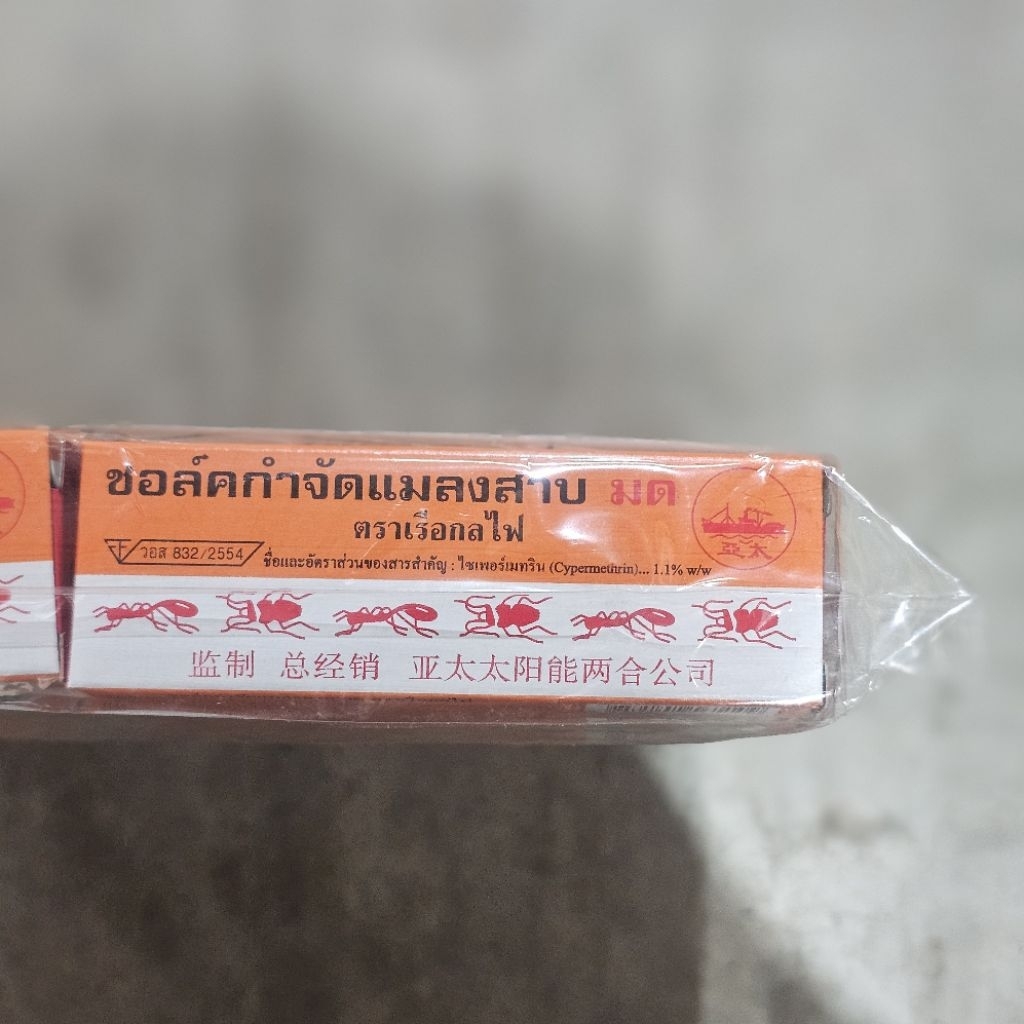 ชอล์คกำจัดแมลงสาบ มด
ตราเรือกลไฟ
วอส 832/2554
ชื่อและอัตราส่วนของสารสำคัญ : ไซเพอร์เมทริน (Cypermethrin)... 1.1% w/w
亞太
监制 总经销 亚太太阳能两合公司